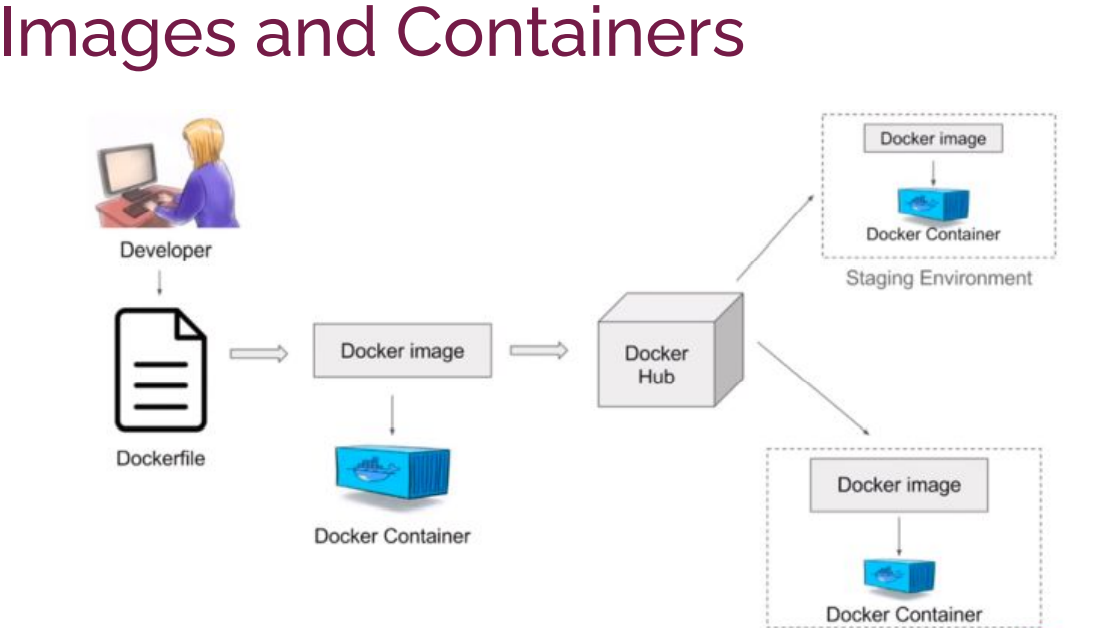 Images and Containers
Developer
Dockerfile
Docker image
Docker Container
Docker
Hub
Docker image
Docker Container
Staging Environment
Docker image
Docker Container